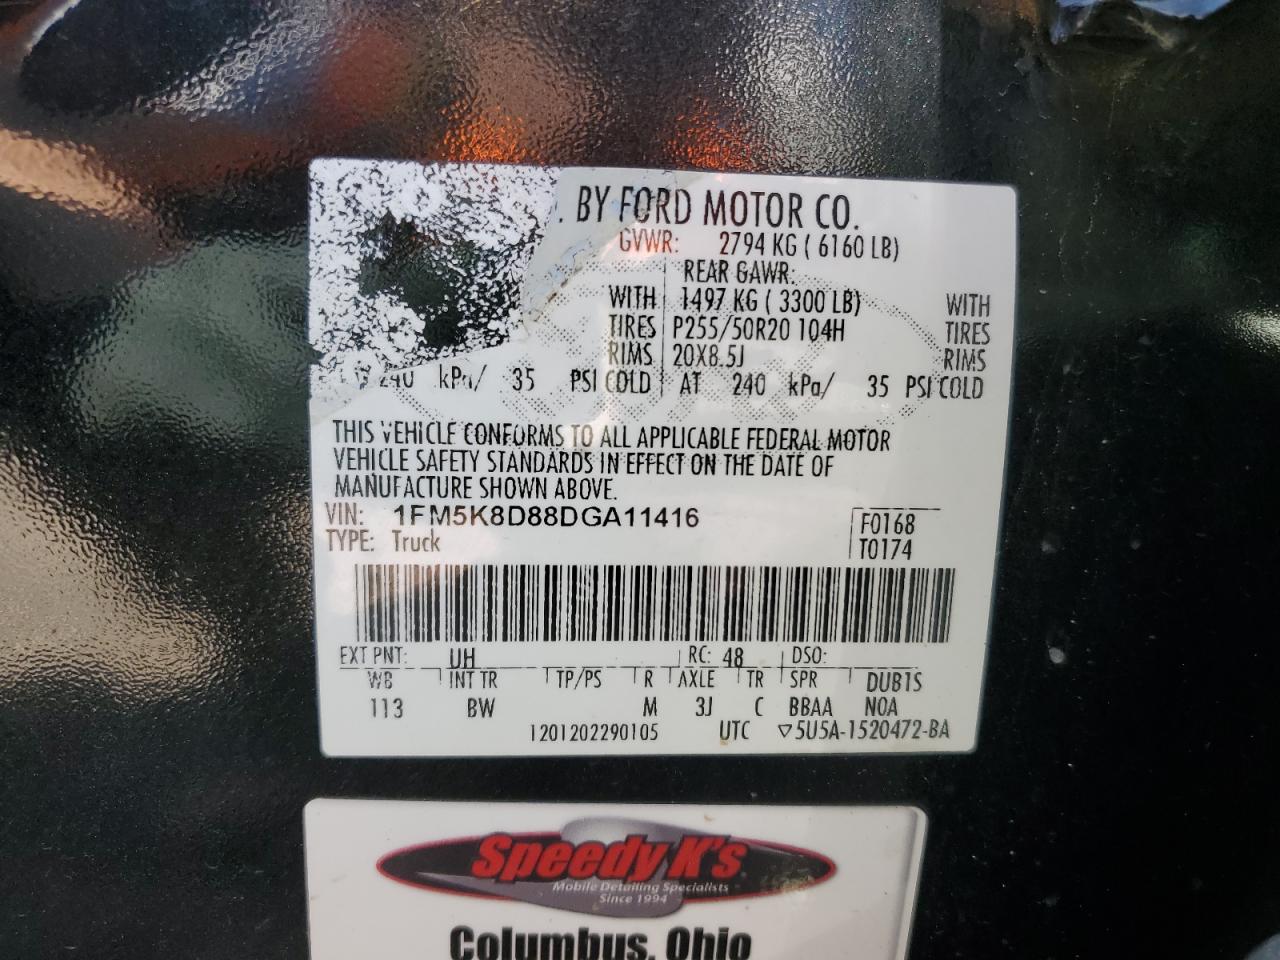 . BY FORD MOTOR CO.
GVWR: 2794 KG ( 6160 LB)
REAR GAWR:
WITH 1497 KG ( 3300 LB) WITH
TIRES P255/50R20 104H TIRES
RIMS 20X8.5J RIMS
240 kPa/ 35 PSI COLD AT 240 kPa/ 35 PSI COLD
THIS VEHICLE CONFORMS TO ALL APPLICABLE FEDERAL MOTOR
VEHICLE SAFETY STANDARDS IN EFFECT ON THE DATE OF
MANUFACTURE SHOWN ABOVE.
VIN: 1FM5K8D88DGA11416 F0168
TYPE: Truck T0174
EXT PNT: UH RC: 48 DSO:
WB INT TR TP/PS R AXLE TR SPR DUB1S
113 BW M 3J C BBAA NOA
1201202290105 UTC ▽5U5A-1520472-BA
Speedy K's
Mobile Detailing Specialists
Since 1994
Columbus, Ohio